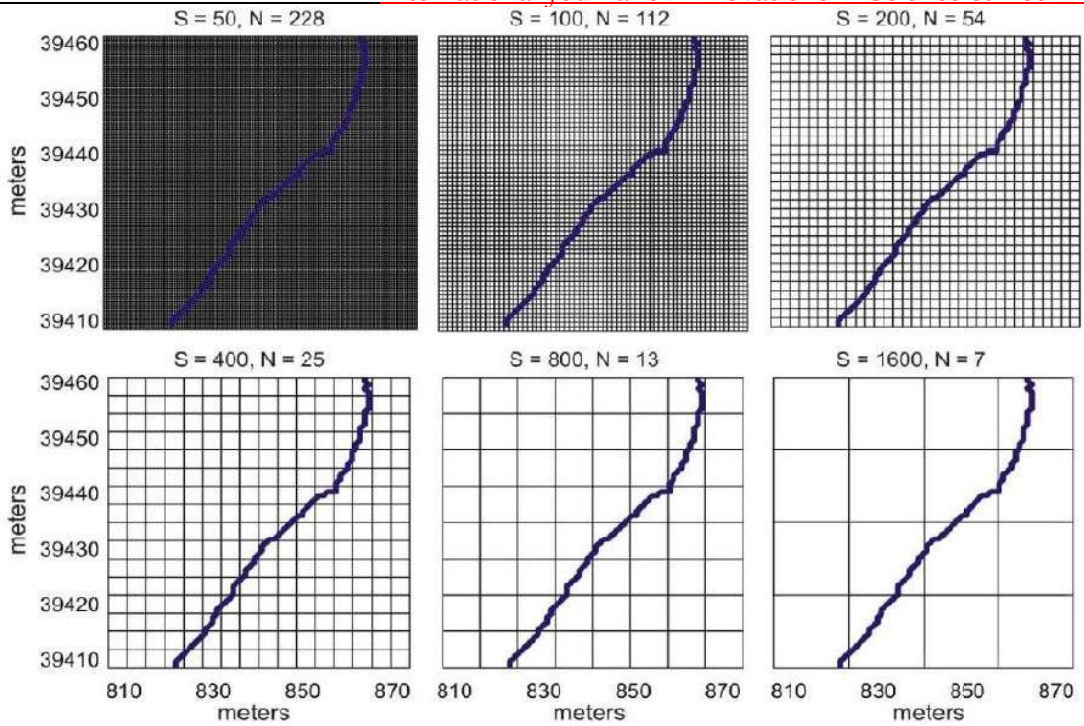 S = 50, N = 228
S = 100, N = 112
S = 200, N = 54
39460
39450
39440
39430
39420
39410
meters
S = 400, N = 25
S = 800, N = 13
S = 1600, N = 7
39460
39450
39440
39430
39420
39410
meters
810 830 850 870
810 830 850 870
810 830 850 870
meters
meters
meters